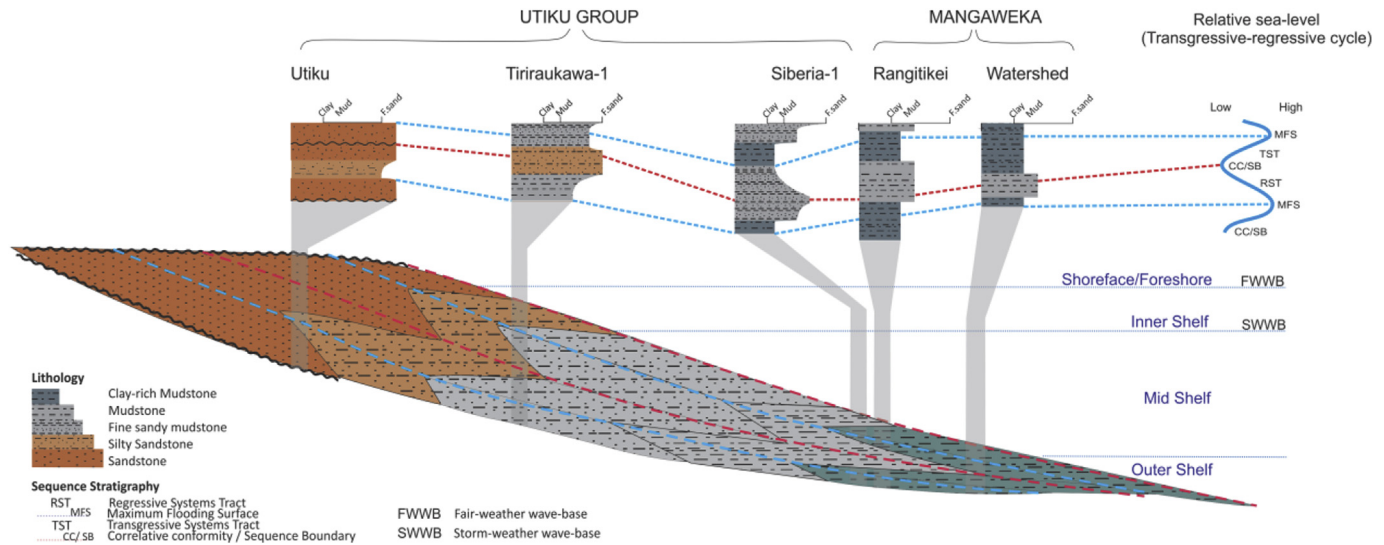 UTIKU GROUP
MANGAWEKA
Relative sea-level
(Transgressive-regressive cycle)
Utiku
Tiriraukawa-1
Siberia-1
Rangitikei
Watershed
Clay
Mud
F.sand
Clay
Mud
F.sand
Clay
Mud
F.sand
Clay
Mud
F.sand
Clay
Mud
F.sand
Low
High
MFS
TST
CC/SB
RST
MFS
CC/SB
Shoreface/Foreshore
FWWB
Inner Shelf
SWWB
Mid Shelf
Outer Shelf
Lithology
Clay-rich Mudstone
Mudstone
Fine sandy mudstone
Silty Sandstone
Sandstone
Sequence Stratigraphy
RST Regressive Systems Tract
MFS Maximum Flooding Surface
TST Transgressive Systems Tract
CC/ SB Correlative conformity / Sequence Boundary
FWWB Fair-weather wave-base
SWWB Storm-weather wave-base